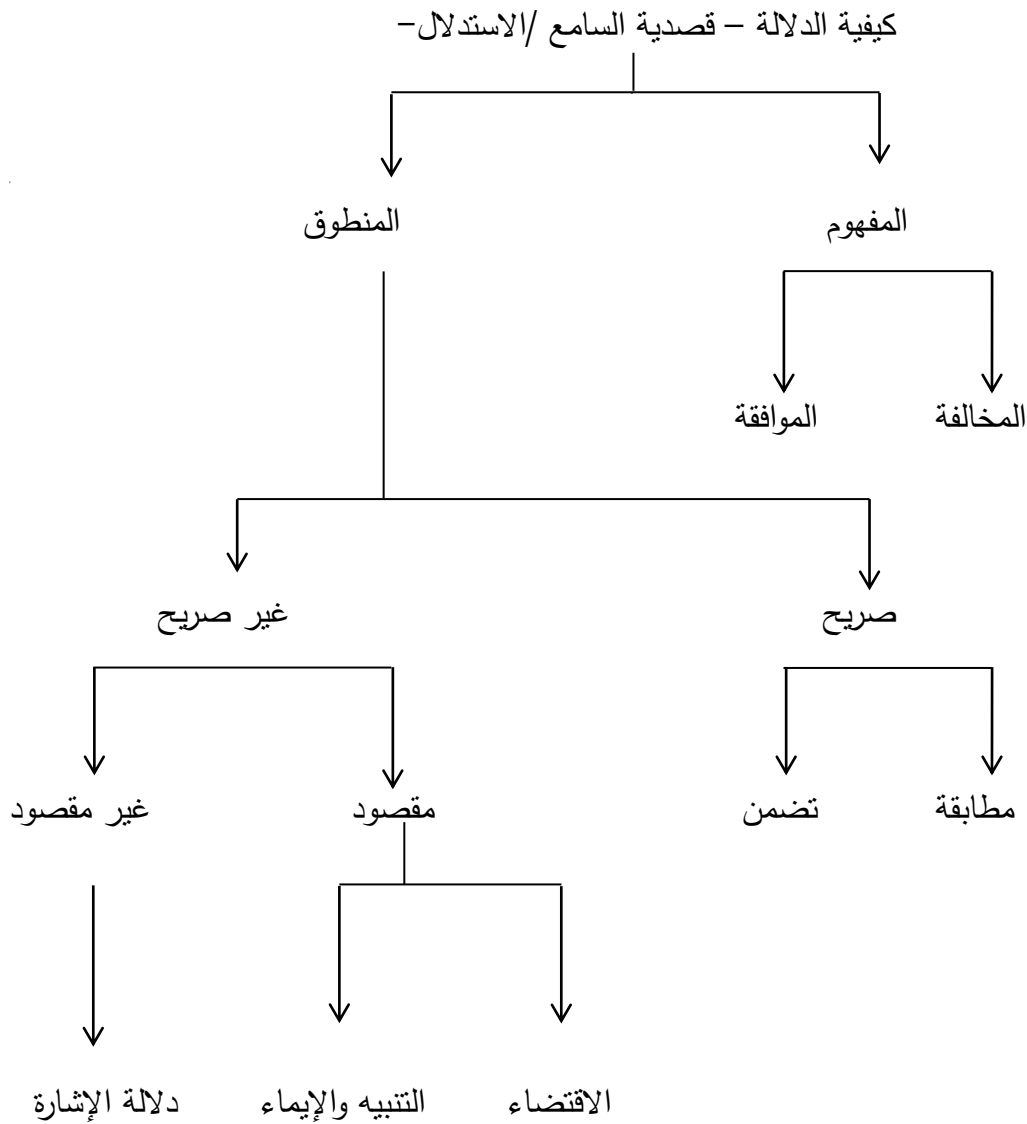 كيفية الدلالة – قصدية السامع /الاستدلال-
المفهوم
المنطوق
المخالفة
الموافقة
صريح
غير صريح
مطابقة
تضمن
مقصود
غير مقصود
الاقتضاء
التنبيه والإيماء
دلالة الإشارة